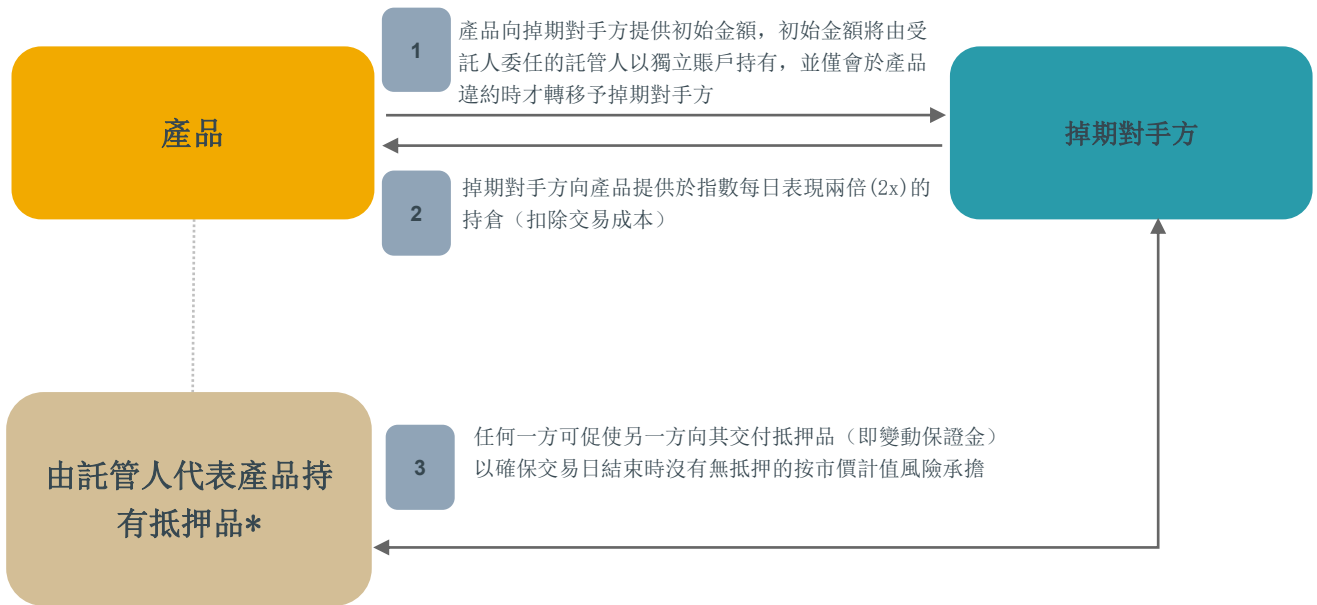 1
產品向掉期對手方提供初始金額，初始金額將由受
託人委任的託管人以獨立賬戶持有，並僅會於產品
違約時才轉移予掉期對手方
產品
掉期對手方
2
掉期對手方向產品提供於指數每日表現兩倍(2x)的
持倉（扣除交易成本）
3
任何一方可促使另一方向其交付抵押品（即變動保證金）
以確保交易日結束時沒有無抵押的按市價計值風險承擔
由託管人代表產品持
有抵押品*